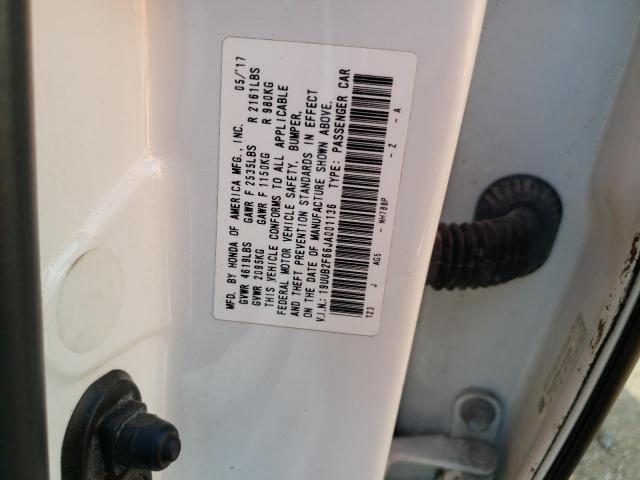 MFD. BY HONDA OF AMERICA MFG., INC. 05/'17
GVWR 4619LBS GAWR F 2535LBS R 2161LBS
GVWR 2095KG GAWR F 1150KG R 980KG
THIS VEHICLE CONFORMS TO ALL APPLICABLE
FEDERAL MOTOR VEHICLE SAFETY, BUMPER,
AND THEFT PREVENTION STANDARDS IN EFFECT
ON THE DATE OF MANUFACTURE SHOWN ABOVE.
V.I.N.: 19UUB2F66JA001136 TYPE: PASSENGER CAR
TZ3 J AGS - NH788P - Z - A